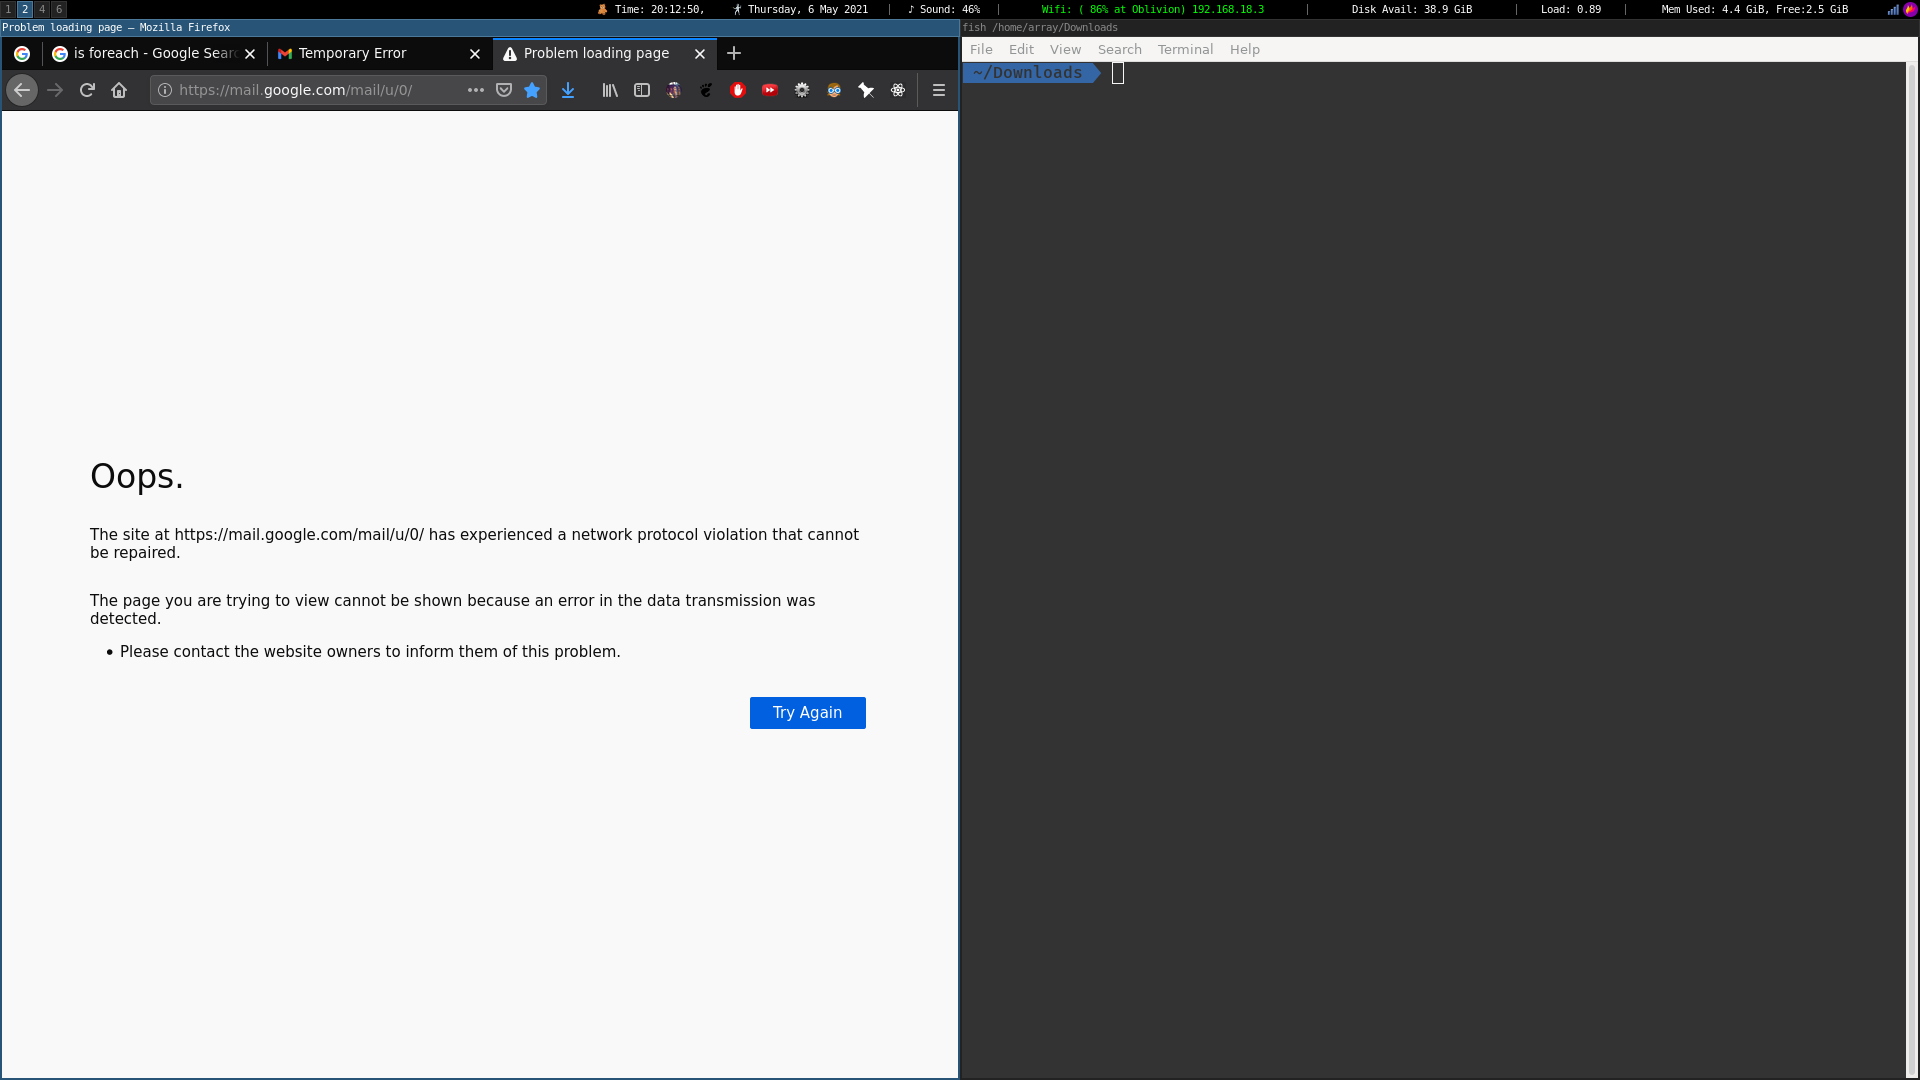 1 2 4 6
Time: 20:12:50, Thursday, 6 May 2021 | ♪ Sound: 46% | Wifi: ( 86% at Oblivion) 192.168.18.3 | Disk Avail: 38.9 GiB | Load: 0.89 | Mem Used: 4.4 GiB, Free:2.5 GiB
Problem loading page — Mozilla Firefox
is foreach - Google Sear
Temporary Error
Problem loading page
https://mail.google.com/mail/u/0/
Oops.
The site at https://mail.google.com/mail/u/0/ has experienced a network protocol violation that cannot
be repaired.
The page you are trying to view cannot be shown because an error in the data transmission was
detected.
• Please contact the website owners to inform them of this problem.
Try Again
fish /home/array/Downloads
File Edit View Search Terminal Help
~/Downloads